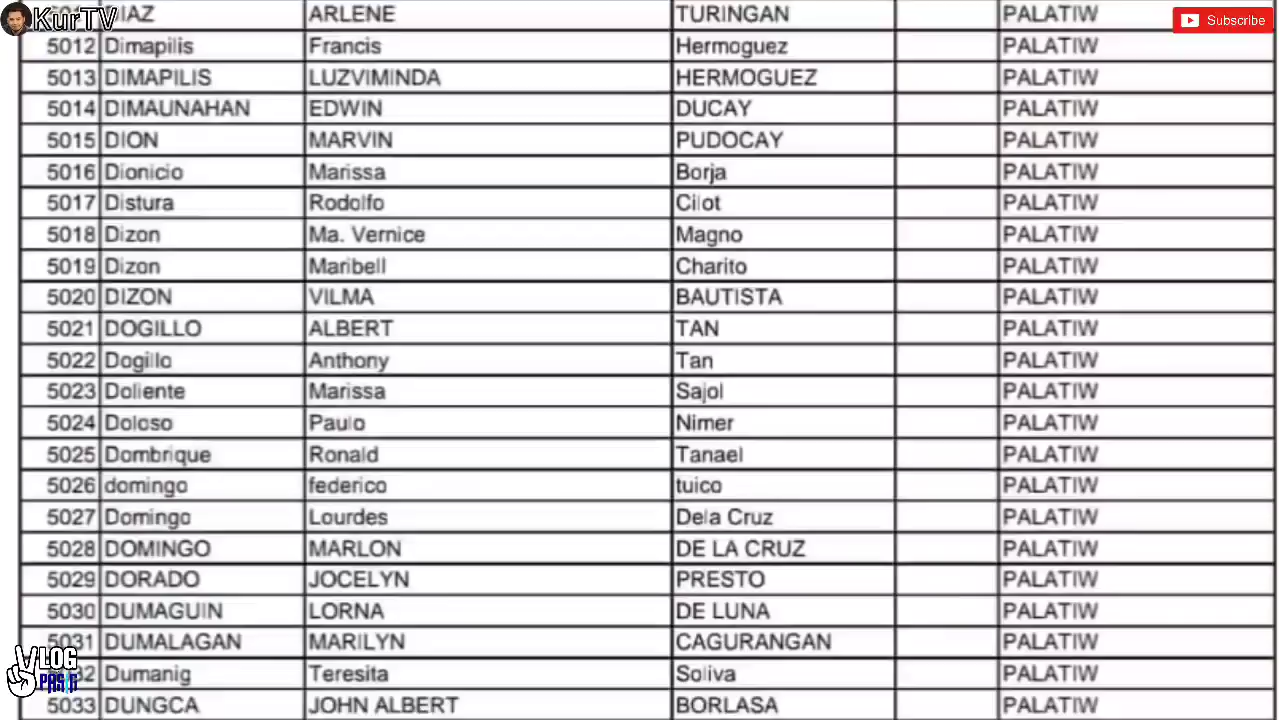 KurTV
Subscribe
DIAZ ARLENE TURINGAN PALATIW
5012 Dimapilis Francis Hermoguez PALATIW
5013 DIMAPILIS LUZVIMINDA HERMOGUEZ PALATIW
5014 DIMAUNAHAN EDWIN DUCAY PALATIW
5015 DION MARVIN PUDOCAY PALATIW
5016 Dionicio Marissa Borja PALATIW
5017 Distura Rodolfo Cilot PALATIW
5018 Dizon Ma. Vernice Magno PALATIW
5019 Dizon Maribell Charito PALATIW
5020 DIZON VILMA BAUTISTA PALATIW
5021 DOGILLO ALBERT TAN PALATIW
5022 Dogillo Anthony Tan PALATIW
5023 Doliente Marissa Sajol PALATIW
5024 Doloso Paulo Nimer PALATIW
5025 Dombrique Ronald Tanael PALATIW
5026 domingo federico tuico PALATIW
5027 Domingo Lourdes Dela Cruz PALATIW
5028 DOMINGO MARLON DE LA CRUZ PALATIW
5029 DORADO JOCELYN PRESTO PALATIW
5030 DUMAGUIN LORNA DE LUNA PALATIW
5031 DUMALAGAN MARILYN CAGURANGAN PALATIW
Dumanig Teresita Soliva PALATIW
5033 DUNGCA JOHN ALBERT BORLASA PALATIW
VLOG
PASIG